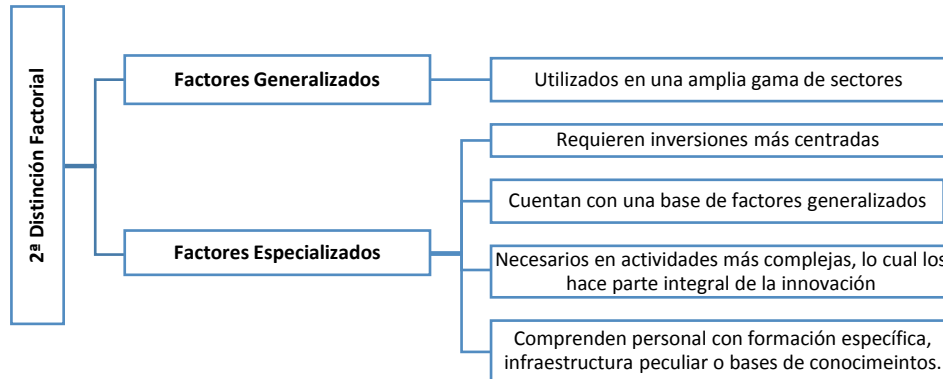 2ª Distinción Factorial
Factores Generalizados
Utilizados en una amplia gama de sectores
Factores Especializados
Requieren inversiones más centradas
Cuentan con una base de factores generalizados
Necesarios en actividades más complejas, lo cual los
hace parte integral de la innovación
Comprenden personal con formación específica,
infraestructura peculiar o bases de conocimeintos.